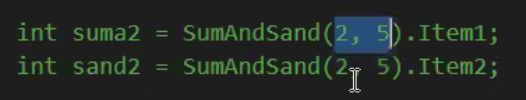 int suma2 = SumAndSand(2, 5).Item1;
int sand2 = SumAndSand(2, 5).Item2;